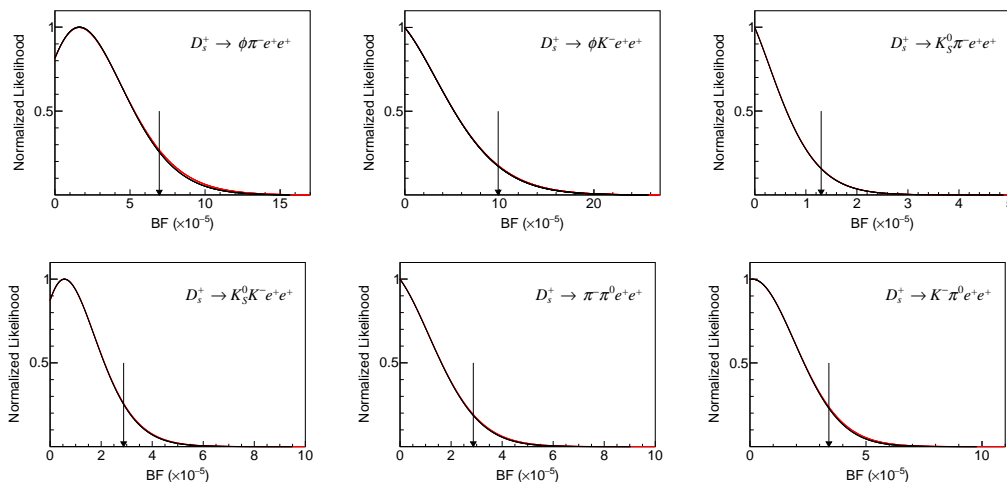 Normalized Likelihood
1
0.5
D_s^+ → φπ⁻e⁺e⁺
0 5 10 15
BF (×10⁻⁵)
Normalized Likelihood
1
0.5
D_s^+ → φK⁻e⁺e⁺
0 10 20
BF (×10⁻⁵)
Normalized Likelihood
1
0.5
D_s^+ → K_S^0π⁻e⁺e⁺
0 1 2 3 4 5
BF (×10⁻⁵)
Normalized Likelihood
1
0.5
D_s^+ → K_S^0K⁻e⁺e⁺
0 2 4 6 8 10
BF (×10⁻⁵)
Normalized Likelihood
1
0.5
D_s^+ → π⁻π⁰e⁺e⁺
0 2 4 6 8 10
BF (×10⁻⁵)
Normalized Likelihood
1
0.5
D_s^+ → K⁻π⁰e⁺e⁺
0 5 10
BF (×10⁻⁵)